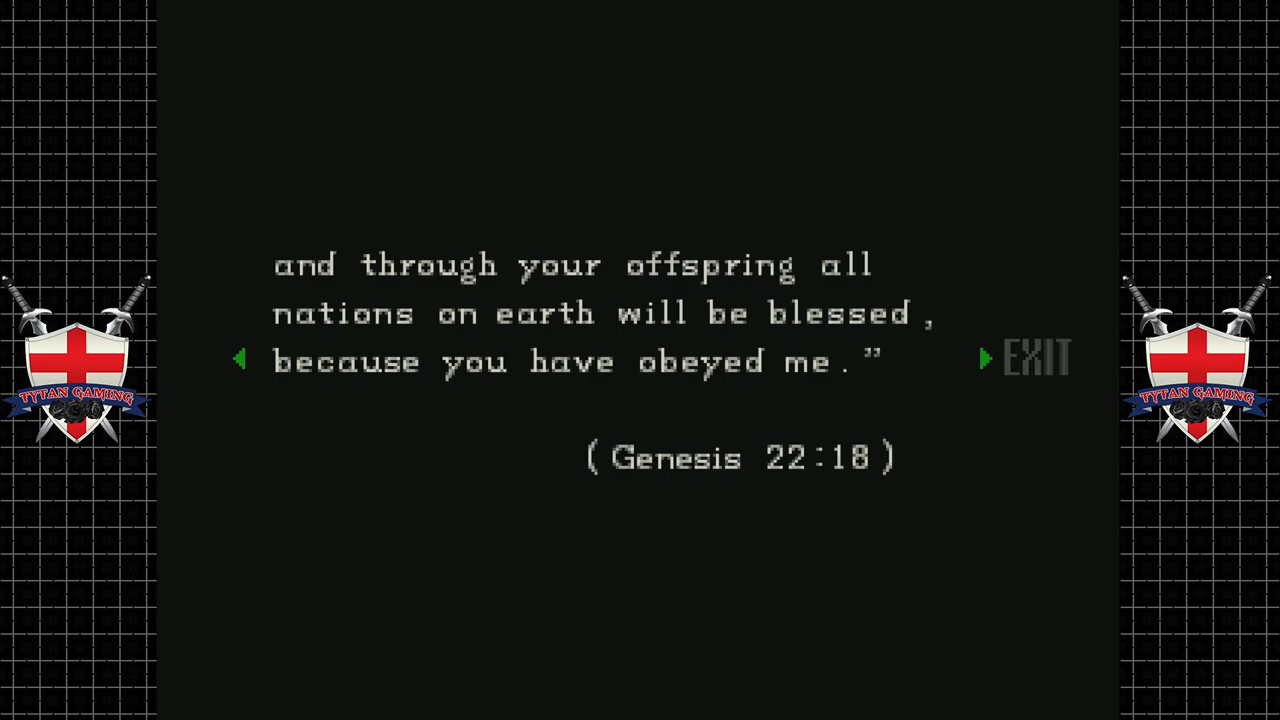 and through your offspring all
nations on earth will be blessed,
because you have obeyed me.”
EXIT
(Genesis 22:18)
TYTAN GAMING
TYTAN GAMING